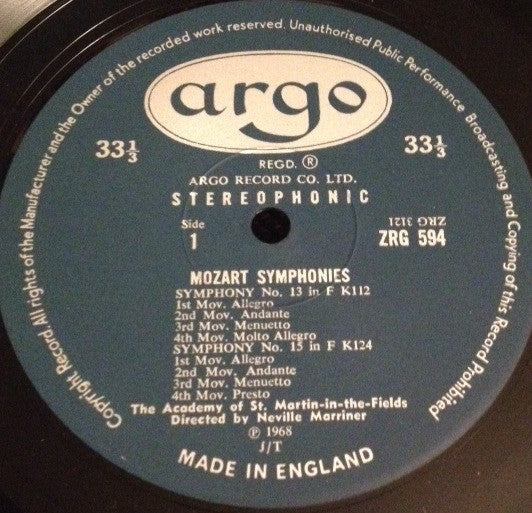 Copyright Record. All rights of the Manufacturer and the Owner of the recorded work reserved. Unauthorised Public Performance Broadcasting and Copying of this Record Prohibited
argo
33⅓
33⅓
REGD. ®
ARGO RECORD CO. LTD.
STEREOPHONIC
Side
1
ZRG 3121
ZRG 594
MOZART SYMPHONIES
SYMPHONY No. 13 in F K112
1st Mov. Allegro
2nd Mov. Andante
3rd Mov. Menuetto
4th Mov. Molto Allegro
SYMPHONY No. 15 in F K124
1st Mov. Allegro
2nd Mov. Andante
3rd Mov. Menuetto
4th Mov. Presto
The Academy of St. Martin-in-the-Fields
Directed by Neville Marriner
℗ 1968
J/T
MADE IN ENGLAND